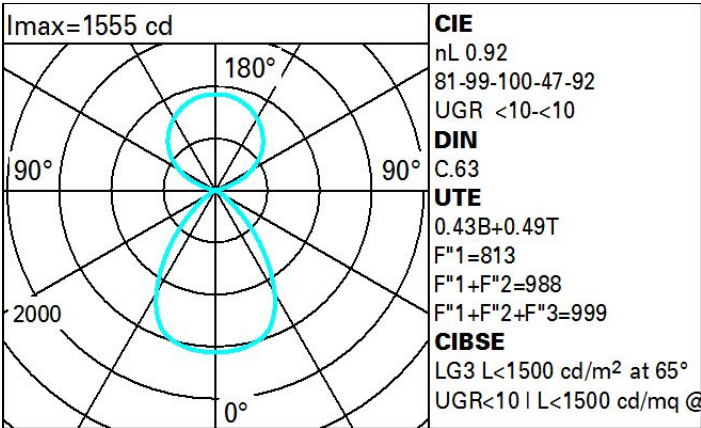 Imax=1555 cd
180°
90°
90°
2000
0°
CIE
nL 0.92
81-99-100-47-92
UGR <10-<10
DIN
C.63
UTE
0.43B+0.49T
F"1=813
F"1+F"2=988
F"1+F"2+F"3=999
CIBSE
LG3 L<1500 cd/m² at 65°
UGR<10 | L<1500 cd/mq @